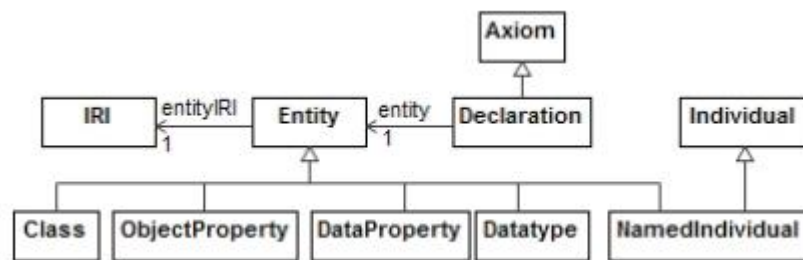 Axiom
IRI
entityIRI
1
Entity
entity
1
Declaration
Individual
Class
ObjectProperty
DataProperty
Datatype
NamedIndividual